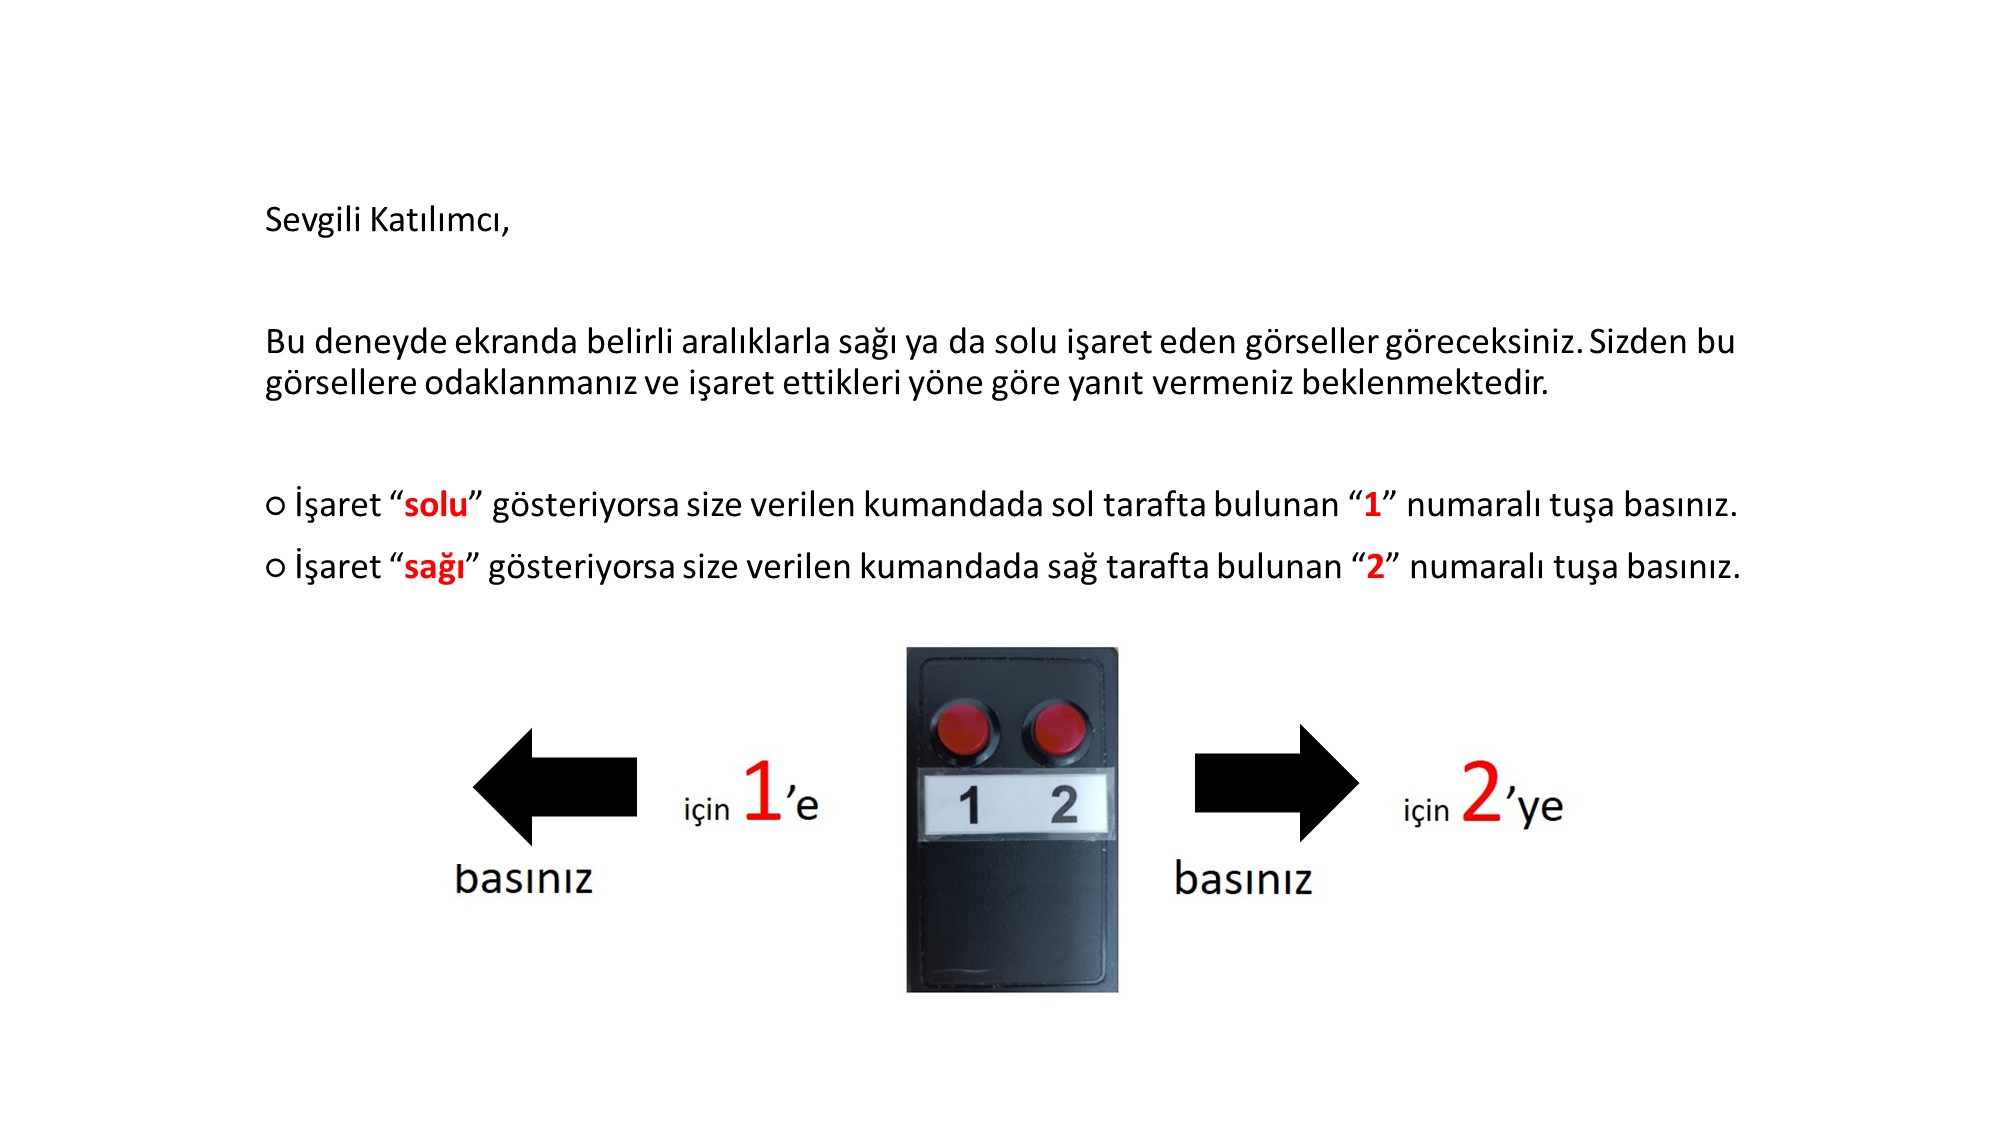 Sevgili Katılımcı,
Bu deneyde ekranda belirli aralıklarla sağı ya da solu işaret eden görseller göreceksiniz. Sizden bu
görsellere odaklanmanız ve işaret ettikleri yöne göre yanıt vermeniz beklenmektedir.
○ İşaret “solu” gösteriyorsa size verilen kumandada sol tarafta bulunan “1” numaralı tuşa basınız.
○ İşaret “sağı” gösteriyorsa size verilen kumandada sağ tarafta bulunan “2” numaralı tuşa basınız.
için 1’e
basınız
1 2
için 2’ye
basınız